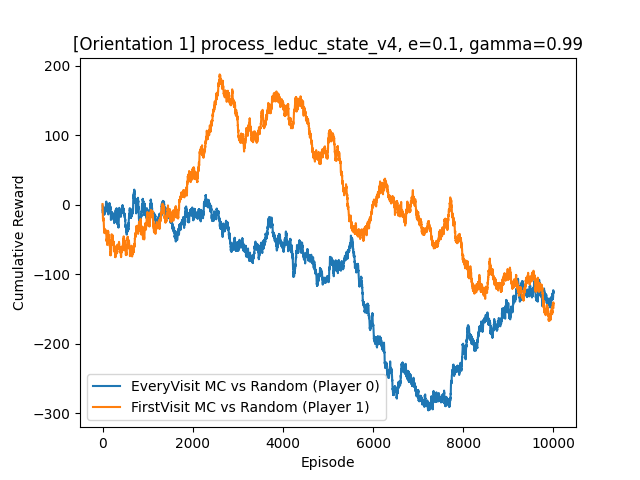 [Orientation 1] process_leduc_state_v4, e=0.1, gamma=0.99
200
100
0
−100
−200
−300
Cumulative Reward
EveryVisit MC vs Random (Player 0)
FirstVisit MC vs Random (Player 1)
0 2000 4000 6000 8000 10000
Episode